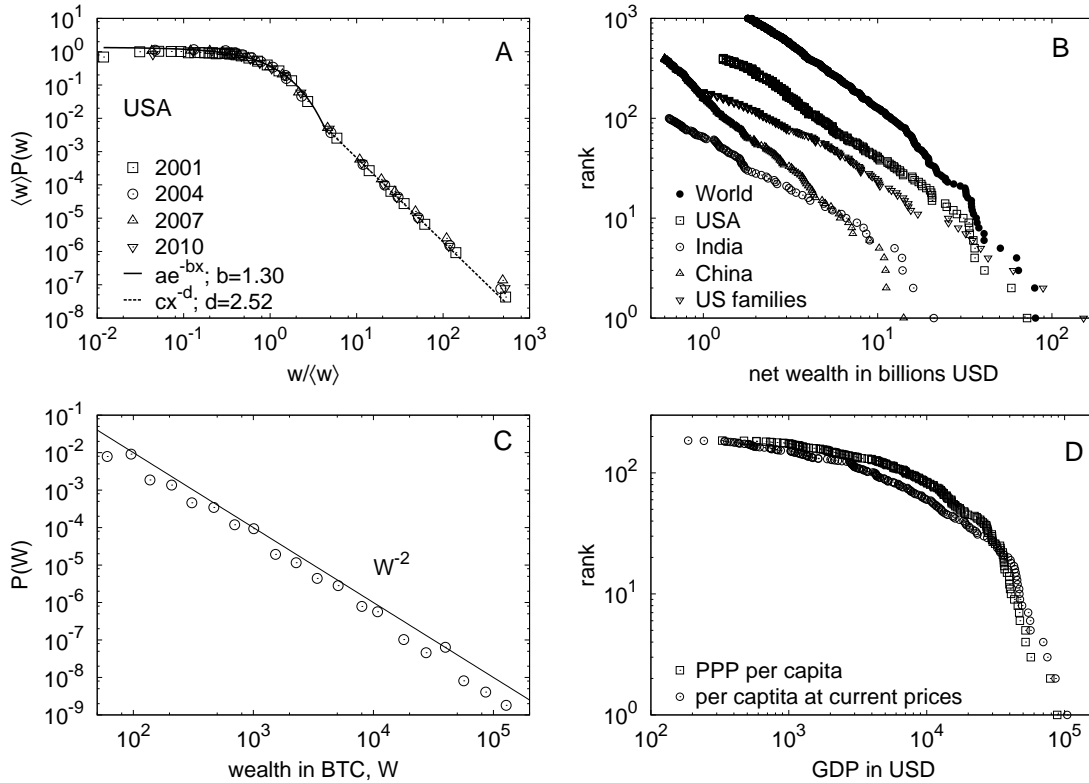 A
10^1
10^0
10^-1
10^-2
10^-3
10^-4
10^-5
10^-6
10^-7
10^-8
⟨w⟩P(w)
USA
2001
2004
2007
2010
ae^-bx; b=1.30
cx^-d; d=2.52
10^-2 10^-1 10^0 10^1 10^2 10^3
w/⟨w⟩
B
10^3
10^2
10^1
10^0
rank
World
USA
India
China
US families
10^0 10^1 10^2
net wealth in billions USD
C
10^-1
10^-2
10^-3
10^-4
10^-5
10^-6
10^-7
10^-8
10^-9
P(W)
W^-2
10^2 10^3 10^4 10^5
wealth in BTC, W
D
10^2
10^1
10^0
rank
PPP per capita
per captita at current prices
10^2 10^3 10^4 10^5
GDP in USD